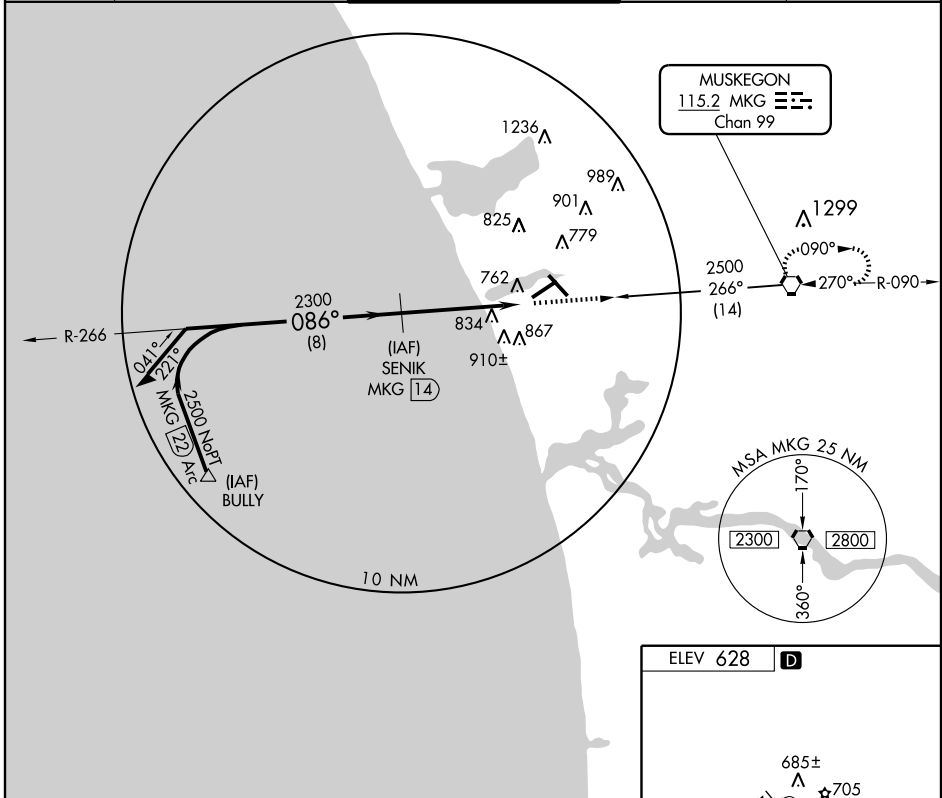 MUSKEGON
115.2 MKG
Chan 99
1236
989
901
825
779
1299
090°
270°
R-090
762
2500
266°
(14)
2300
086°
(8)
R-266
834
867
910±
(IAF)
SENIK
MKG 14
041°
221°
2500 NoPT
MKG 22 Arc
(IAF)
BULLY
10 NM
MSA MKG 25 NM
170°
2300
2800
360°
ELEV 628 D
685±
705